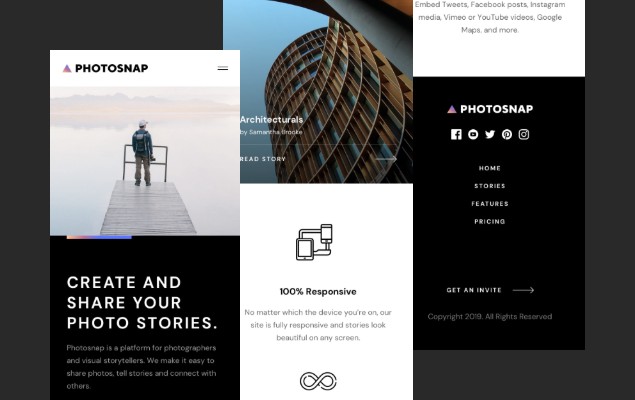 PHOTOSNAP
CREATE AND
SHARE YOUR
PHOTO STORIES.
Photosnap is a platform for photographers
and visual storytellers. We make it easy to
share photos, tell stories and connect with
others.
Architecturals
by Samantha Brooke
READ STORY
100% Responsive
No matter which the device you're on, our
site is fully responsive and stories look
beautiful on any screen.
Embed Tweets, Facebook posts, Instagram
media, Vimeo or YouTube videos, Google
Maps, and more.
PHOTOSNAP
HOME
STORIES
FEATURES
PRICING
GET AN INVITE
Copyright 2019. All Rights Reserved